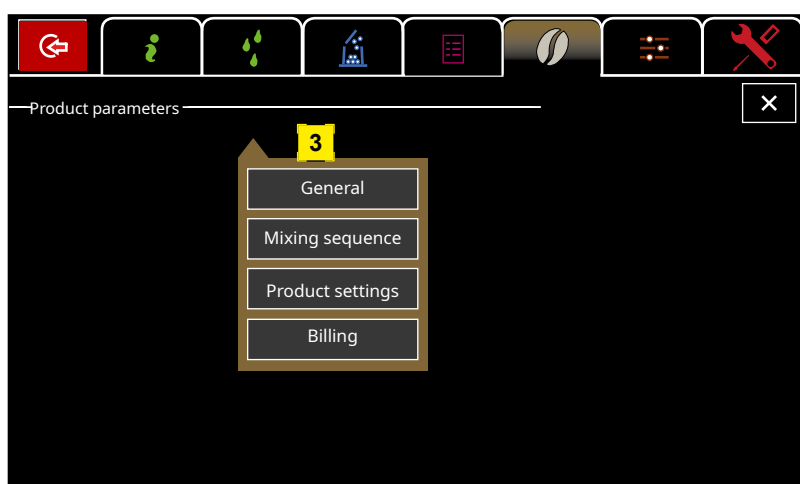 Product parameters
3
General
Mixing sequence
Product settings
Billing